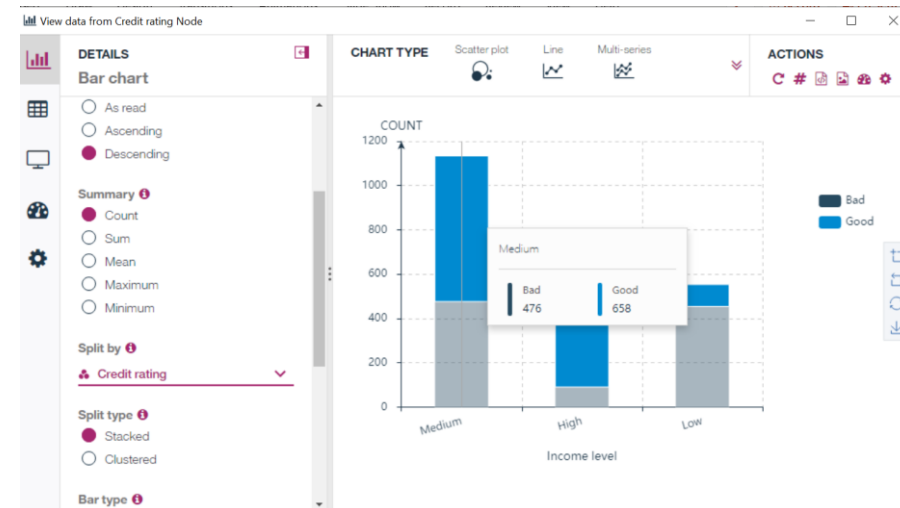 View data from Credit rating Node
DETAILS
Bar chart
As read
Ascending
Descending
Summary
Count
Sum
Mean
Maximum
Minimum
Split by
Credit rating
Split type
Stacked
Clustered
Bar type
CHART TYPE
Scatter plot
Line
Multi-series
ACTIONS
COUNT
1200
1000
800
600
400
200
0
Medium
Bad
Good
476
658
Medium
High
Low
Income level
Bad
Good